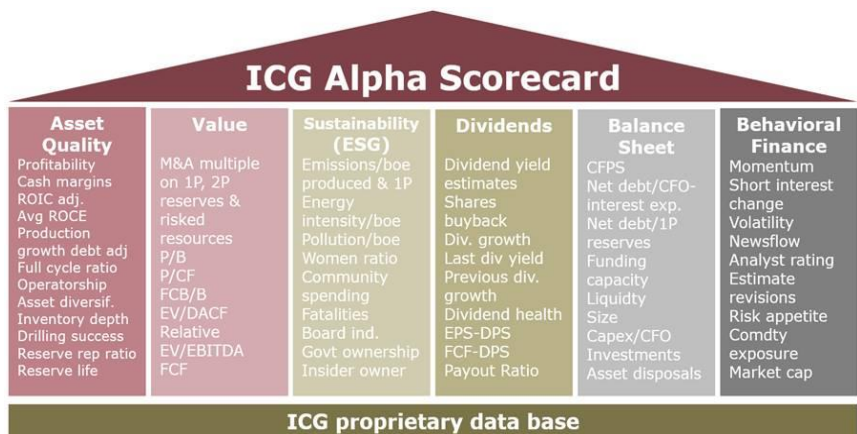 ICG Alpha Scorecard
Asset
Quality
Profitability
Cash margins
ROIC adj.
Avg ROCE
Production
growth debt adj
Full cycle ratio
Operatorship
Asset diversif.
Inventory depth
Drilling success
Reserve rep ratio
Reserve life
Value
M&A multiple
on 1P, 2P
reserves &
risked
resources
P/B
P/CF
FCB/B
EV/DACF
Relative
EV/EBITDA
FCF
Sustainability
(ESG)
Emissions/boe
produced & 1P
Energy
intensity/boe
Pollution/boe
Women ratio
Community
spending
Fatalities
Board ind.
Govt ownership
Insider owner
Dividends
Dividend yield
estimates
Shares
buyback
Div. growth
Last div yield
Previous div.
growth
Dividend health
EPS-DPS
FCF-DPS
Payout Ratio
Balance
Sheet
CFPS
Net debt/CFO-
interest exp.
Net debt/1P
reserves
Funding
capacity
Liquidty
Size
Capex/CFO
Investments
Asset disposals
Behavioral
Finance
Momentum
Short interest
change
Volatility
Newsflow
Analyst rating
Estimate
revisions
Risk appetite
Comdty
exposure
Market cap
ICG proprietary data base